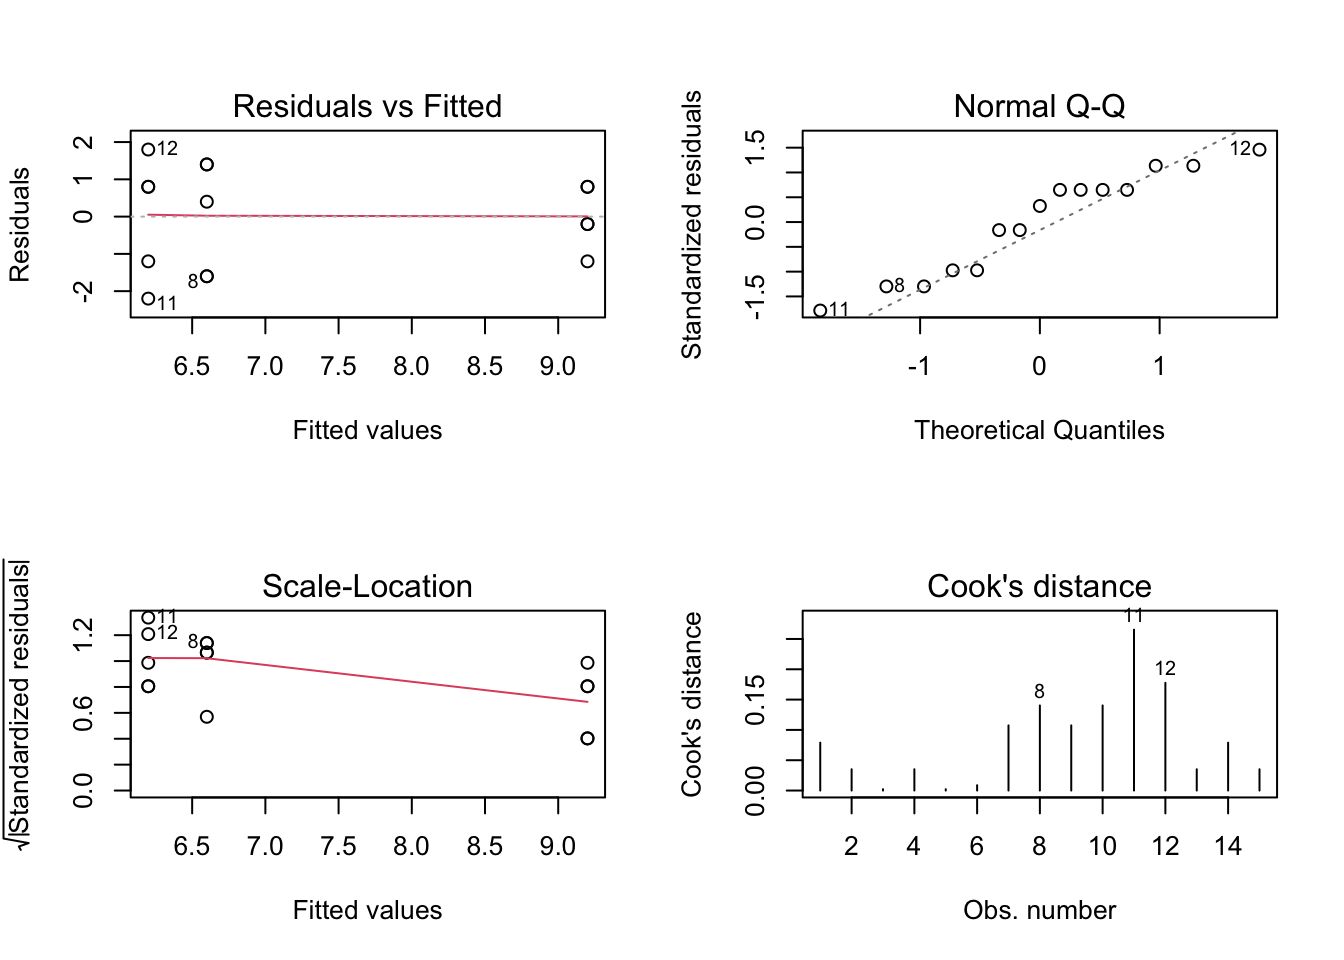 Residuals vs Fitted
Residuals
2
1
0
-2
12
8
11
6.5 7.0 7.5 8.0 8.5 9.0
Fitted values
Normal Q-Q
Standardized residuals
1.5
0.0
-1.5
12
8
11
-1 0 1
Theoretical Quantiles
Scale-Location
√|Standardized residuals|
1.2
0.6
0.0
11
12
8
6.5 7.0 7.5 8.0 8.5 9.0
Fitted values
Cook's distance
Cook's distance
0.15
0.00
11
12
8
2 4 6 8 10 12 14
Obs. number